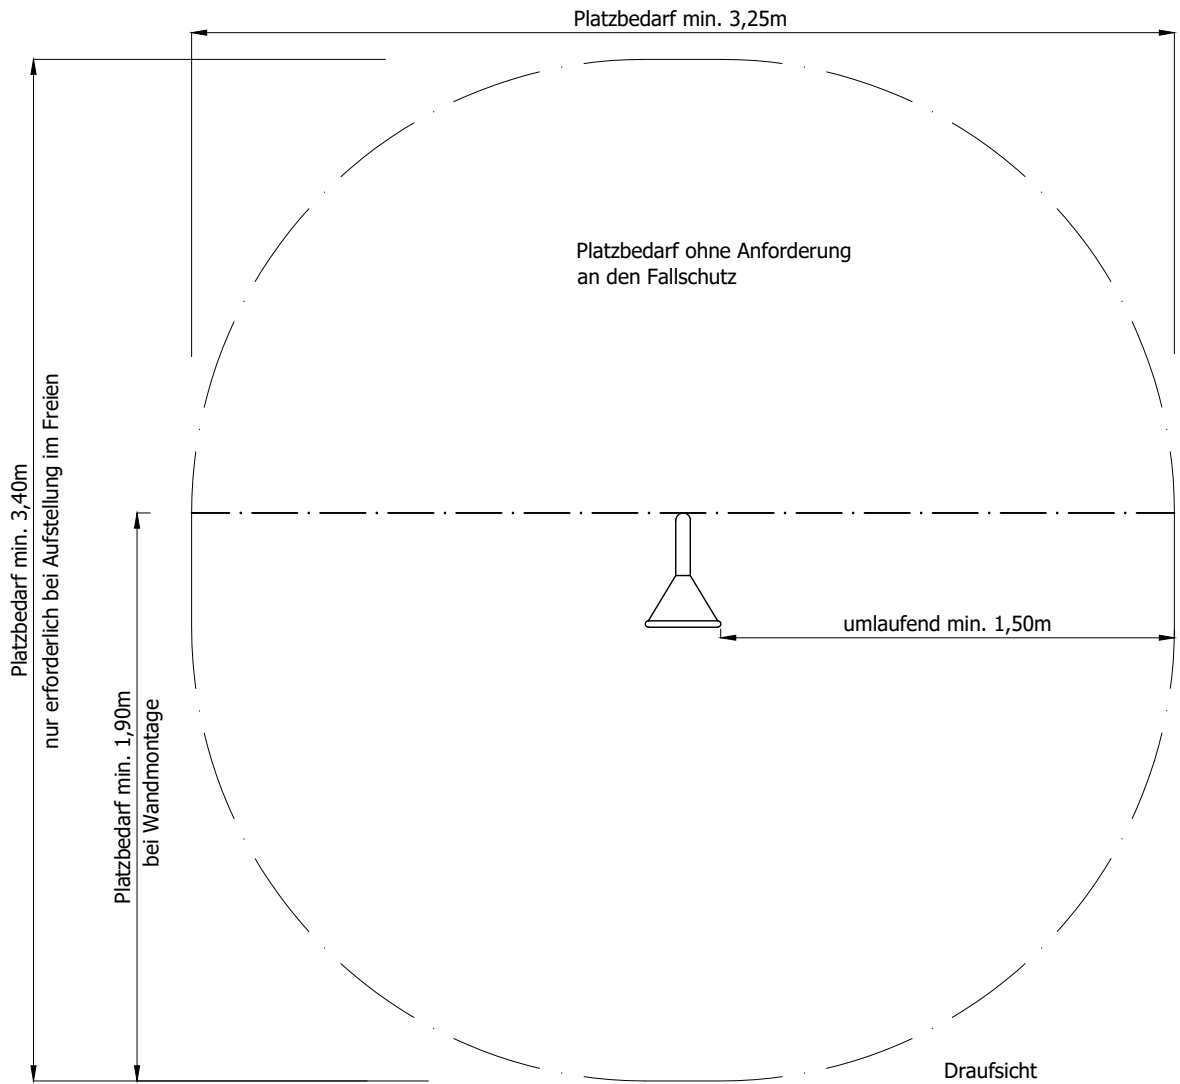 Platzbedarf min. 3,25m
Platzbedarf ohne Anforderung
an den Fallschutz
Platzbedarf min. 3,40m
nur erforderlich bei Aufstellung im Freien
umlaufend min. 1,50m
Platzbedarf min. 1,90m
bei Wandmontage
Draufsicht